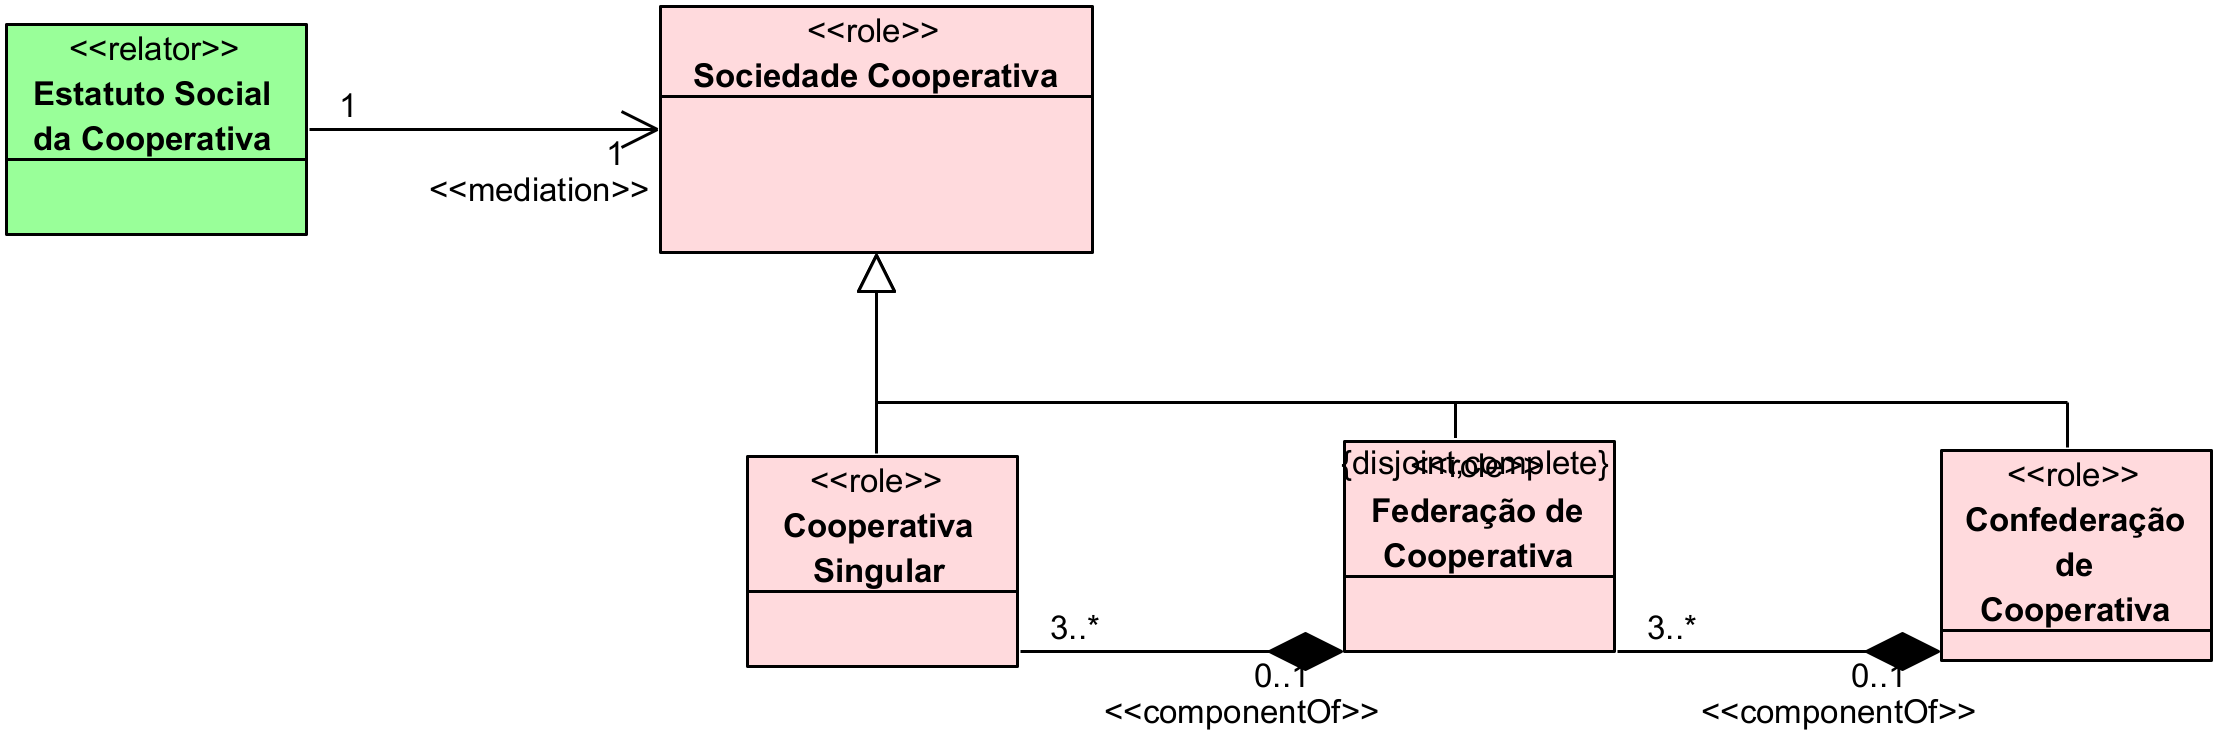 <<relator>>
Estatuto Social
da Cooperativa
1
1
<<mediation>>
<<role>>
Sociedade Cooperativa
<<role>>
Cooperativa
Singular
{disjoint,complete}
<<role>>
Federação de
Cooperativa
<<role>>
Confederação
de
Cooperativa
3..*
0..1
<<componentOf>>
3..*
0..1
<<componentOf>>